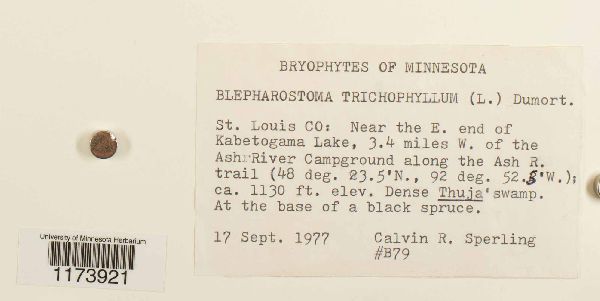 BRYOPHYTES OF MINNESOTA
BLEPHAROSTOMA TRICHOPHYLLUM (L.) Dumort.
St. Louis CO: Near the E. end of
Kabetogama Lake, 3.4 miles W. of the
Ash River Campground along the Ash R.
trail (48 deg. 23.5'N., 92 deg. 52.8'W.);
ca. 1130 ft. elev. Dense Thuja swamp.
At the base of a black spruce.
17 Sept. 1977 Calvin R. Sperling
#B79
University of Minnesota Herbarium
1173921